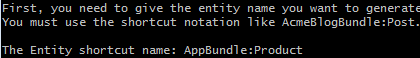 First, you need to give the entity name you want to generate
You must use the shortcut notation like AcmeBlogBundle:Post.
The Entity shortcut name: AppBundle:Product